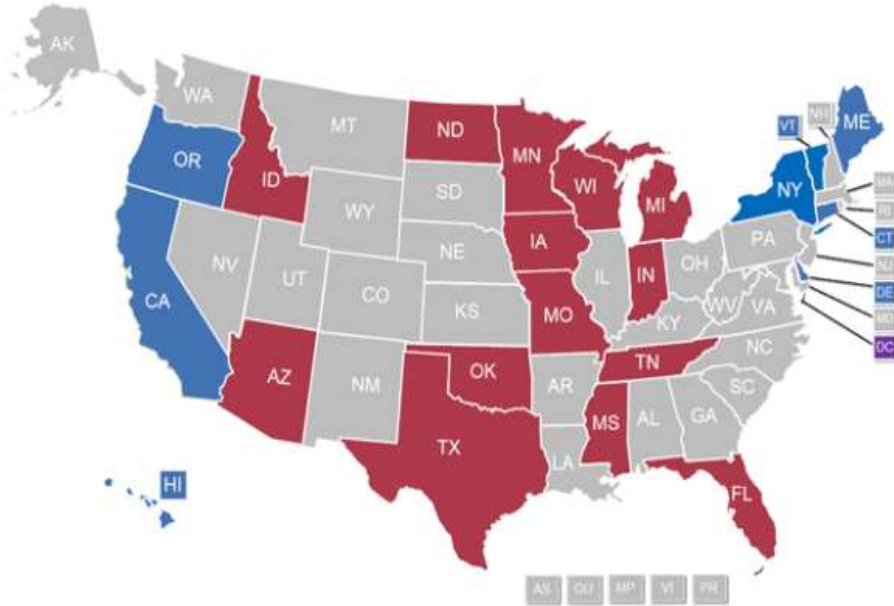 AK
WA
MT
ND
MN
VT
NH
ME
OR
ID
SD
WI
MI
NY
MA
RI
WY
CT
IA
NE
PA
NJ
NV
UT
IL
IN
OH
DE
CA
CO
WV
VA
MD
KS
MO
KY
DC
NC
TN
AZ
NM
OK
AR
SC
MS
AL
GA
TX
LA
HI
FL
AS GU MP VI PR